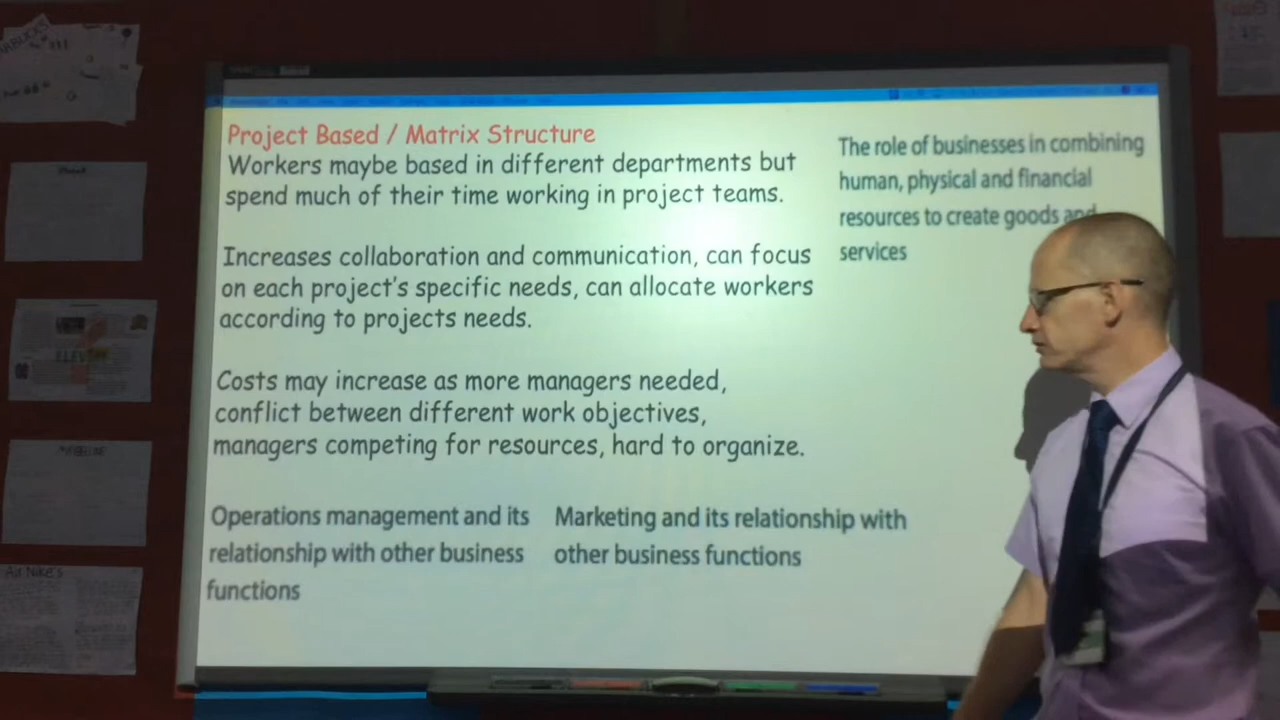 Project Based / Matrix Structure
Workers maybe based in different departments but
spend much of their time working in project teams.
Increases collaboration and communication, can focus
on each project's specific needs, can allocate workers
according to projects needs.
Costs may increase as more managers needed,
conflict between different work objectives,
managers competing for resources, hard to organize.
The role of businesses in combining
human, physical and financial
resources to create goods and
services
Operations management and its
relationship with other business
functions
Marketing and its relationship with
other business functions
Air Nike's